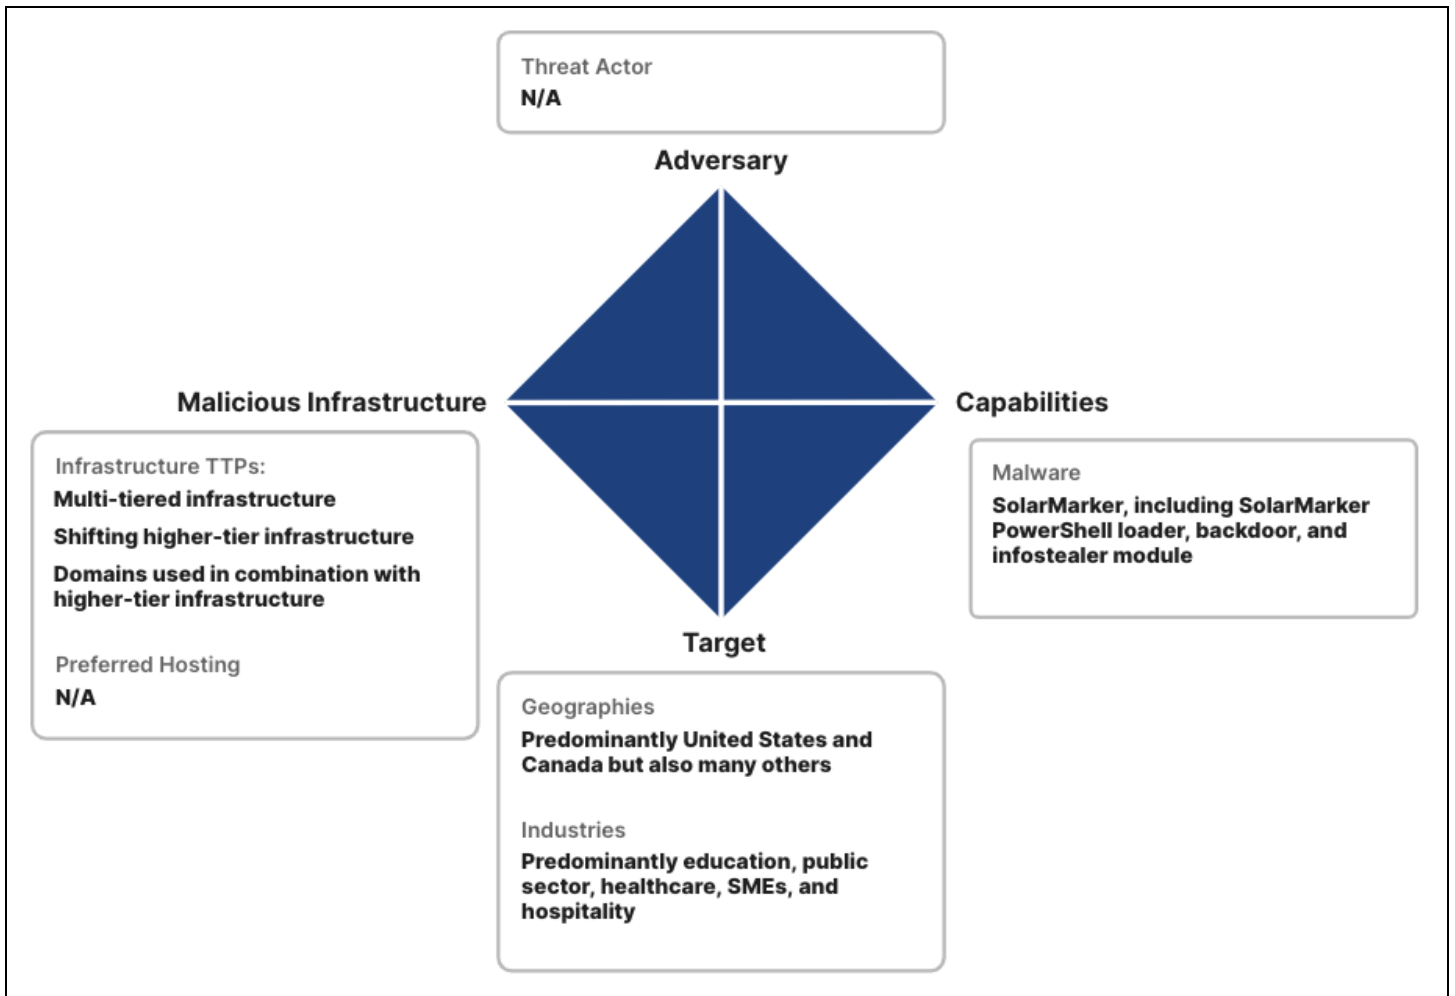 Threat Actor
N/A
Adversary
Malicious Infrastructure
Infrastructure TTPs:
Multi-tiered infrastructure
Shifting higher-tier infrastructure
Domains used in combination with
higher-tier infrastructure
Preferred Hosting
N/A
Capabilities
Malware
SolarMarker, including SolarMarker
PowerShell loader, backdoor, and
infostealer module
Target
Geographies
Predominantly United States and
Canada but also many others
Industries
Predominantly education, public
sector, healthcare, SMEs, and
hospitality